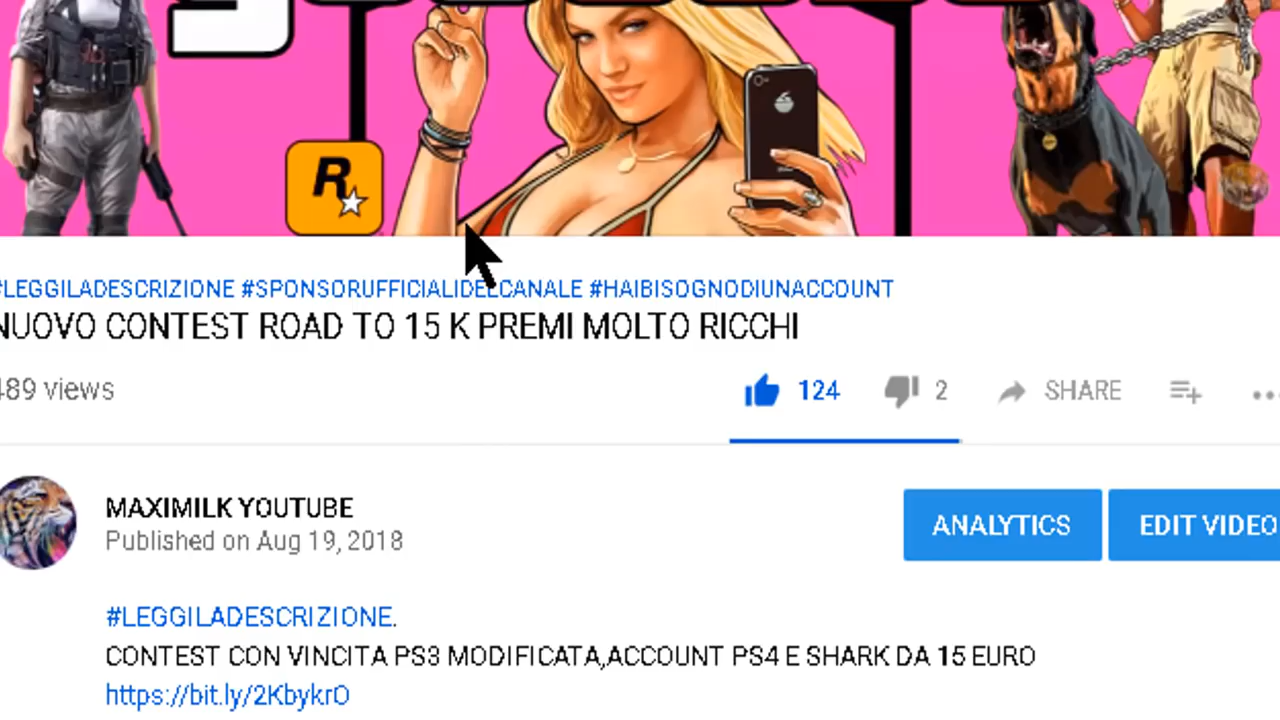 R
#LEGGILADESCRIZIONE #SPONSORUFFICIALIDELCANALE #HAIBISOGNODIUNACCOUNT
NUOVO CONTEST ROAD TO 15 K PREMI MOLTO RICCHI
489 views
124
2
SHARE
MAXIMILK YOUTUBE
Published on Aug 19, 2018
ANALYTICS
EDIT VIDEO
#LEGGILADESCRIZIONE.
CONTEST CON VINCITA PS3 MODIFICATA,ACCOUNT PS4 E SHARK DA 15 EURO
https://bit.ly/2KbykrO